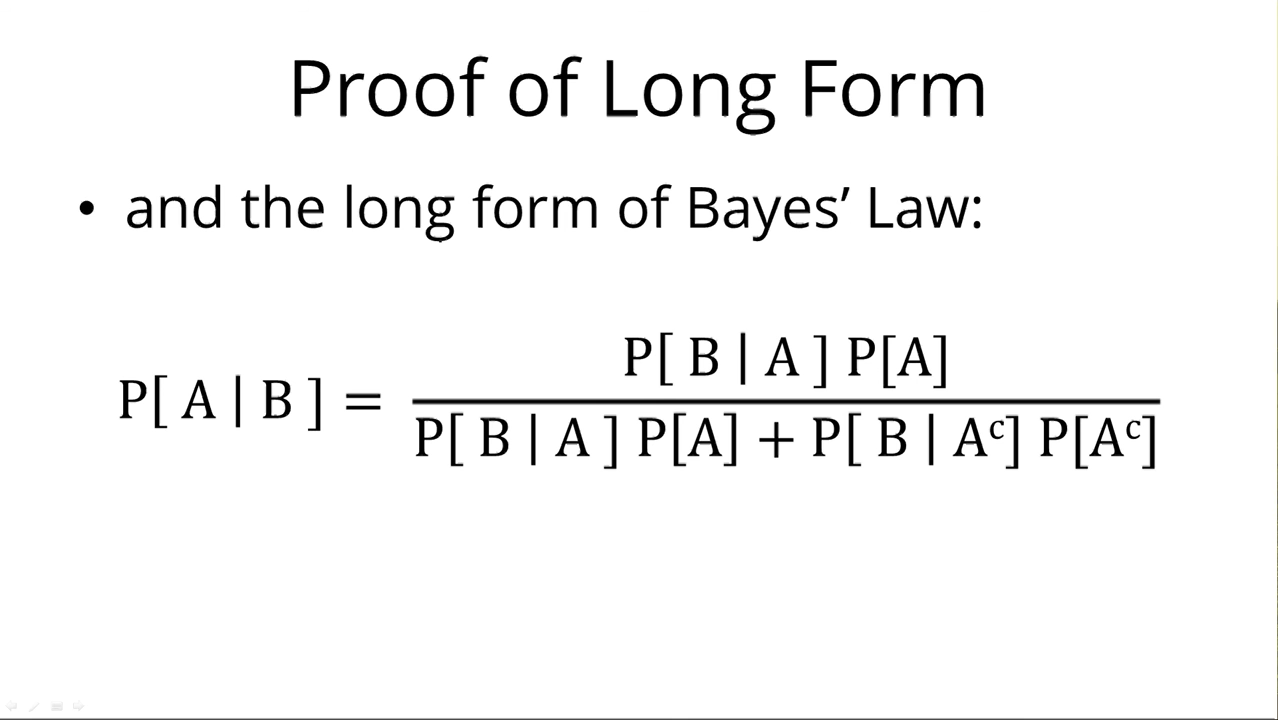 Proof of Long Form
• and the long form of Bayes’ Law:
P[ B | A ] P[A]
P[ A | B ] =
P[ B | A ] P[A] + P[ B | Aᶜ] P[Aᶜ]